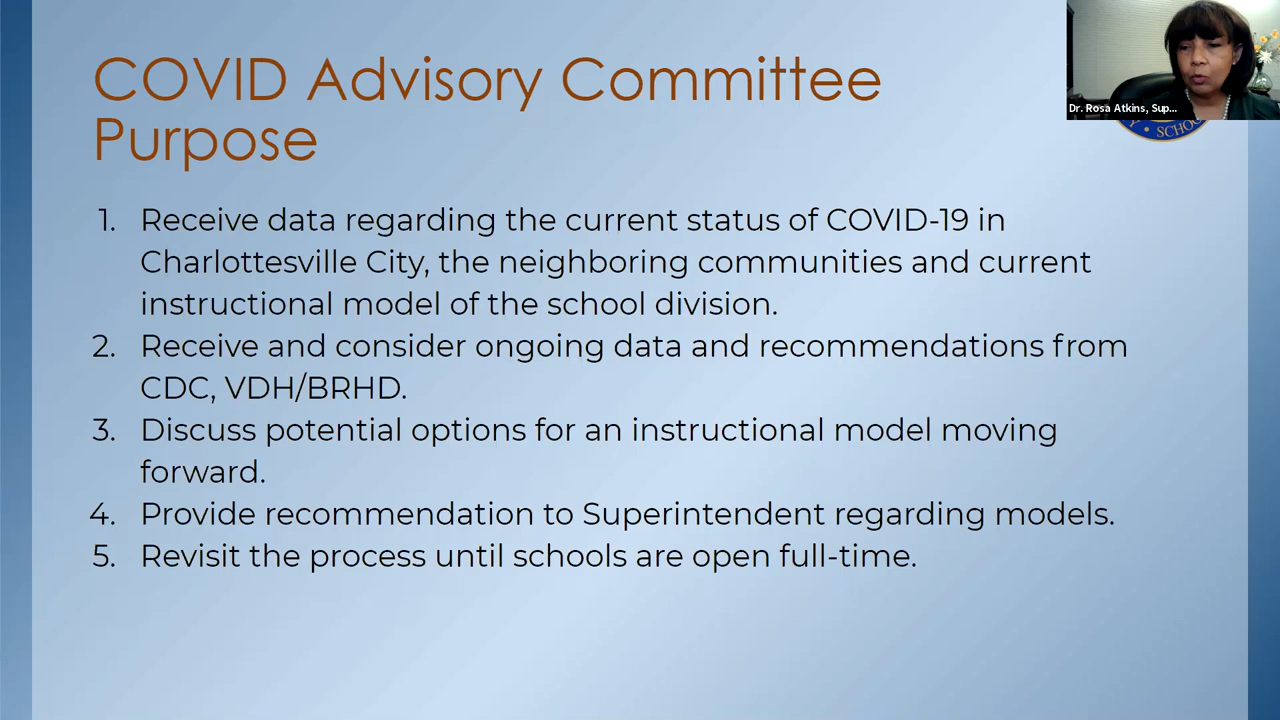 COVID Advisory Committee
Purpose
Dr. Rosa Atkins, Sup...
1. Receive data regarding the current status of COVID-19 in
Charlottesville City, the neighboring communities and current
instructional model of the school division.
2. Receive and consider ongoing data and recommendations from
CDC, VDH/BRHD.
3. Discuss potential options for an instructional model moving
forward.
4. Provide recommendation to Superintendent regarding models.
5. Revisit the process until schools are open full-time.